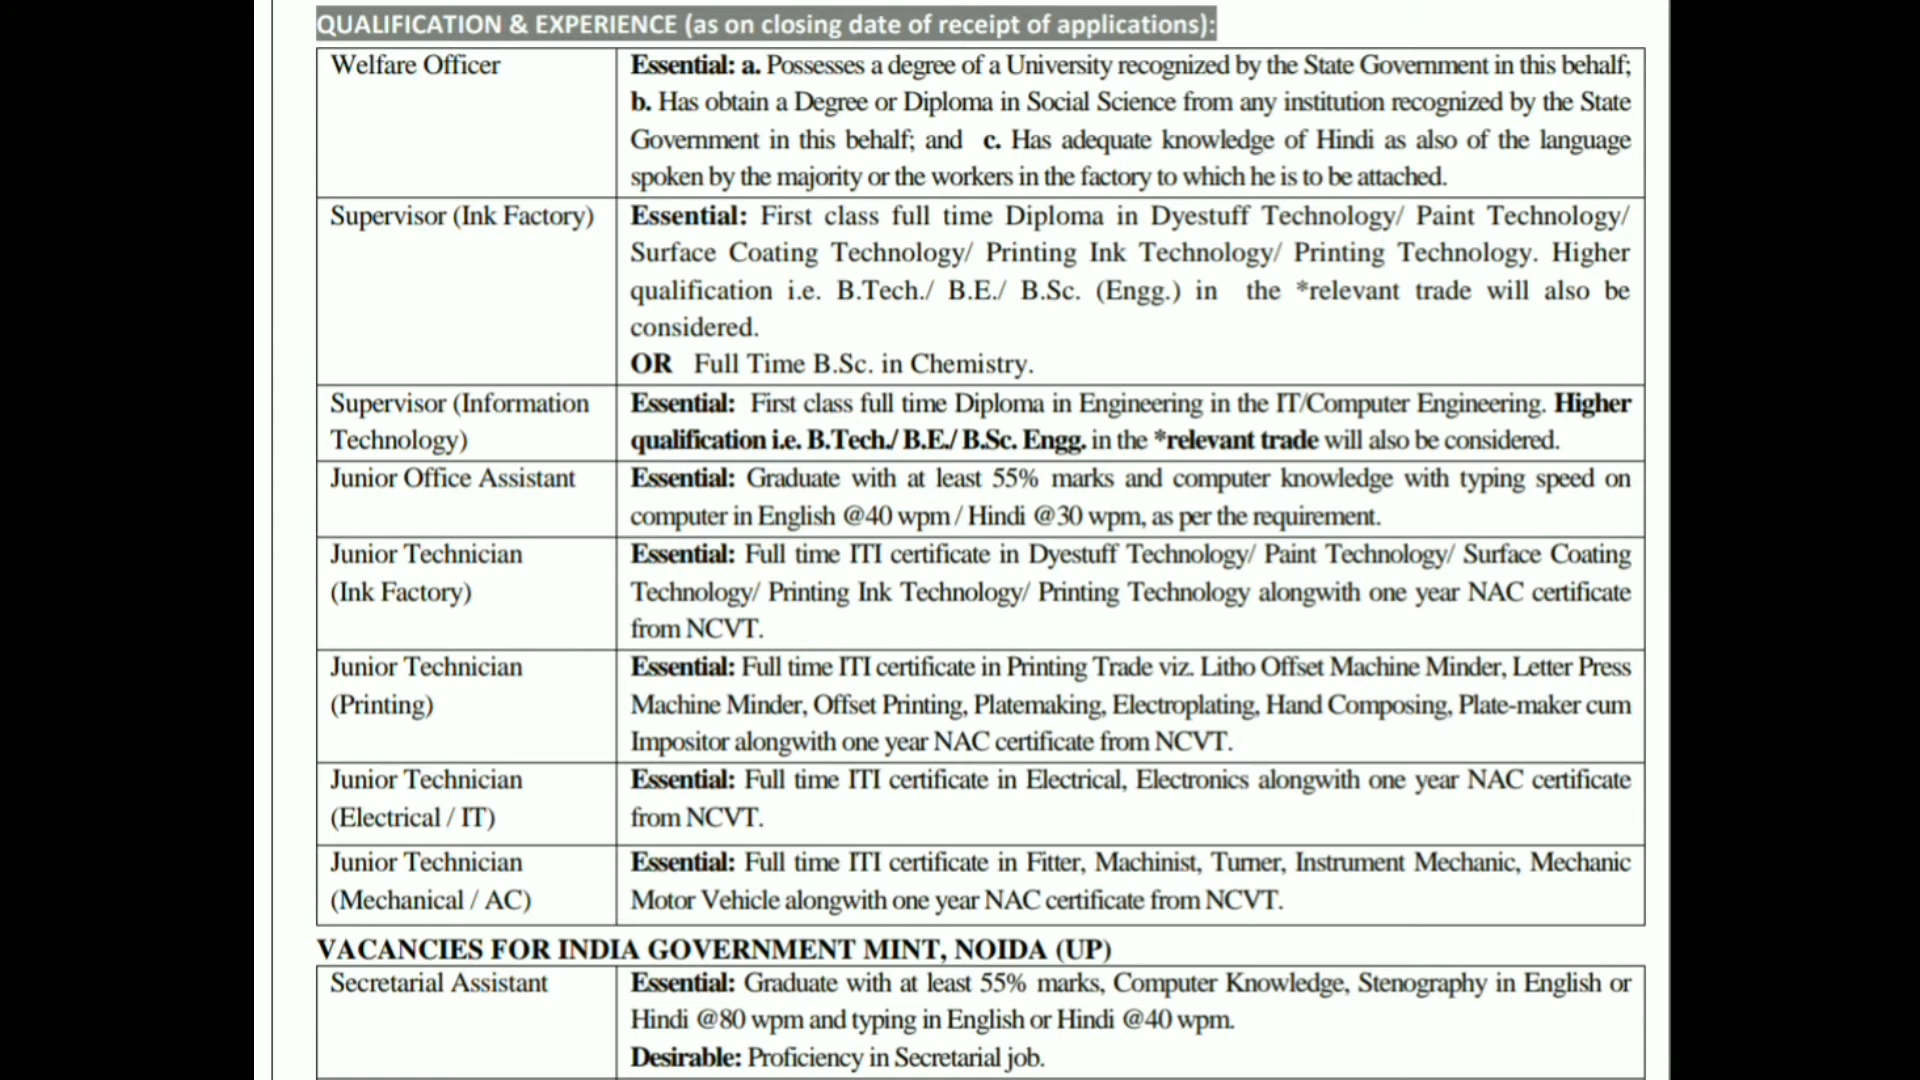 QUALIFICATION & EXPERIENCE (as on closing date of receipt of applications):
Welfare Officer
Essential: a. Possesses a degree of a University recognized by the State Government in this behalf;
b. Has obtain a Degree or Diploma in Social Science from any institution recognized by the State
Government in this behalf; and c. Has adequate knowledge of Hindi as also of the language
spoken by the majority or the workers in the factory to which he is to be attached.
Supervisor (Ink Factory)
Essential: First class full time Diploma in Dyestuff Technology/ Paint Technology/
Surface Coating Technology/ Printing Ink Technology/ Printing Technology. Higher
qualification i.e. B.Tech./ B.E./ B.Sc. (Engg.) in the *relevant trade will also be
considered.
OR Full Time B.Sc. in Chemistry.
Supervisor (Information
Technology)
Essential: First class full time Diploma in Engineering in the IT/Computer Engineering. Higher
qualification i.e. B.Tech./ B.E./ B.Sc. Engg. in the *relevant trade will also be considered.
Junior Office Assistant
Essential: Graduate with at least 55% marks and computer knowledge with typing speed on
computer in English @40 wpm / Hindi @30 wpm, as per the requirement.
Junior Technician
(Ink Factory)
Essential: Full time ITI certificate in Dyestuff Technology/ Paint Technology/ Surface Coating
Technology/ Printing Ink Technology/ Printing Technology alongwith one year NAC certificate
from NCVT.
Junior Technician
(Printing)
Essential: Full time ITI certificate in Printing Trade viz. Litho Offset Machine Minder, Letter Press
Machine Minder, Offset Printing, Platemaking, Electroplating, Hand Composing, Plate-maker cum
Impositor alongwith one year NAC certificate from NCVT.
Junior Technician
(Electrical / IT)
Essential: Full time ITI certificate in Electrical, Electronics alongwith one year NAC certificate
from NCVT.
Junior Technician
(Mechanical / AC)
Essential: Full time ITI certificate in Fitter, Machinist, Turner, Instrument Mechanic, Mechanic
Motor Vehicle alongwith one year NAC certificate from NCVT.
VACANCIES FOR INDIA GOVERNMENT MINT, NOIDA (UP)
Secretarial Assistant
Essential: Graduate with at least 55% marks, Computer Knowledge, Stenography in English or
Hindi @80 wpm and typing in English or Hindi @40 wpm.
Desirable: Proficiency in Secretarial job.